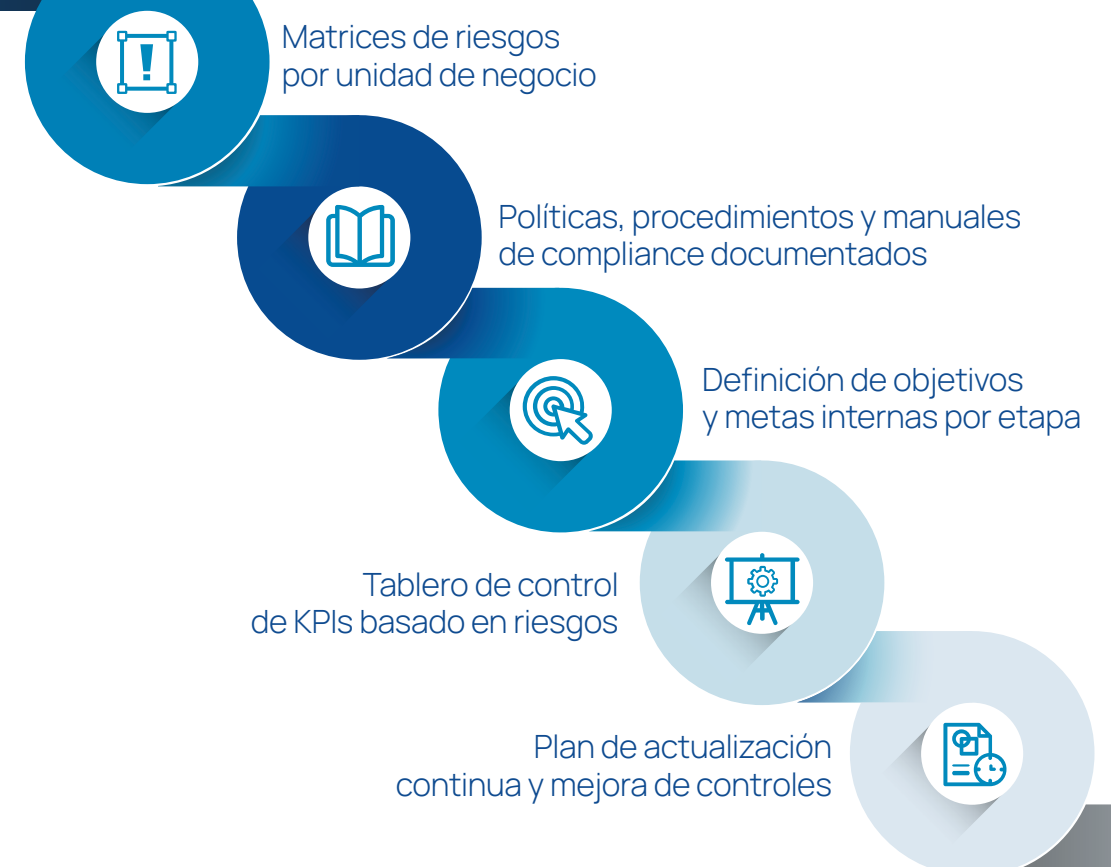 Matrices de riesgos
por unidad de negocio
Políticas, procedimientos y manuales
de compliance documentados
Definición de objetivos
y metas internas por etapa
Tablero de control
de KPIs basado en riesgos
Plan de actualización
continua y mejora de controles